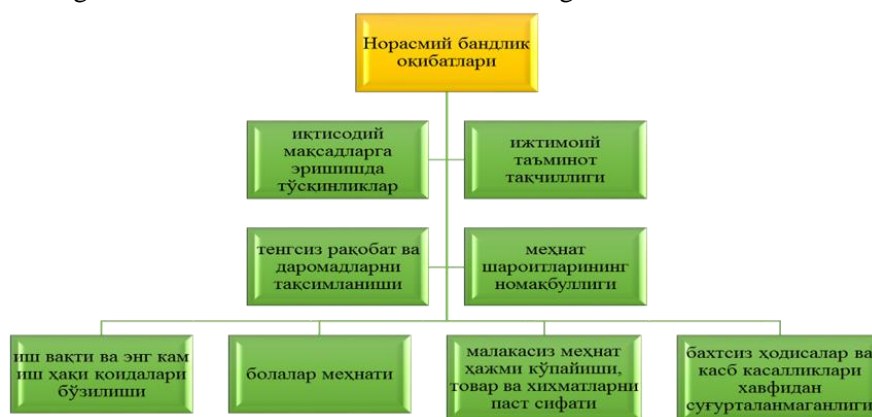 Норасмий бандлик
оқибатлари
иқтисодий
мақсадларга
эришишда
тўсқинликлар
ижтимоий
таъминот
тақчиллиги
тенгсиз рақобат ва
даромадларни
тақсимланиши
меҳнат
шароитларининг
номақбуллиги
иш вақти ва энг кам
иш ҳақи қоидалари
бўзилиши
болалар меҳнати
малакасиз меҳнат
ҳажми кўпайиши,
товар ва хихматларни
паст сифати
бахтсиз ҳодисалар ва
касб касалликлари
хавфидан
суғурталанмаганлиги